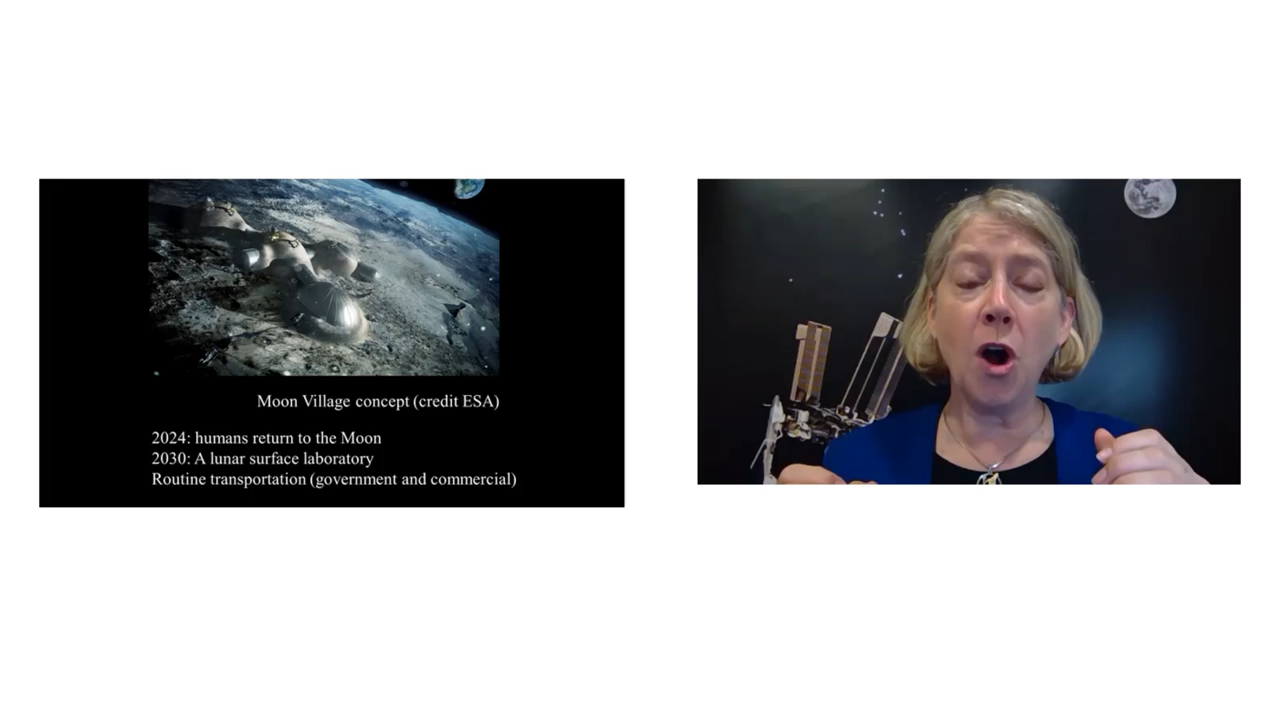 Moon Village concept (credit ESA)
2024: humans return to the Moon
2030: A lunar surface laboratory
Routine transportation (government and commercial)